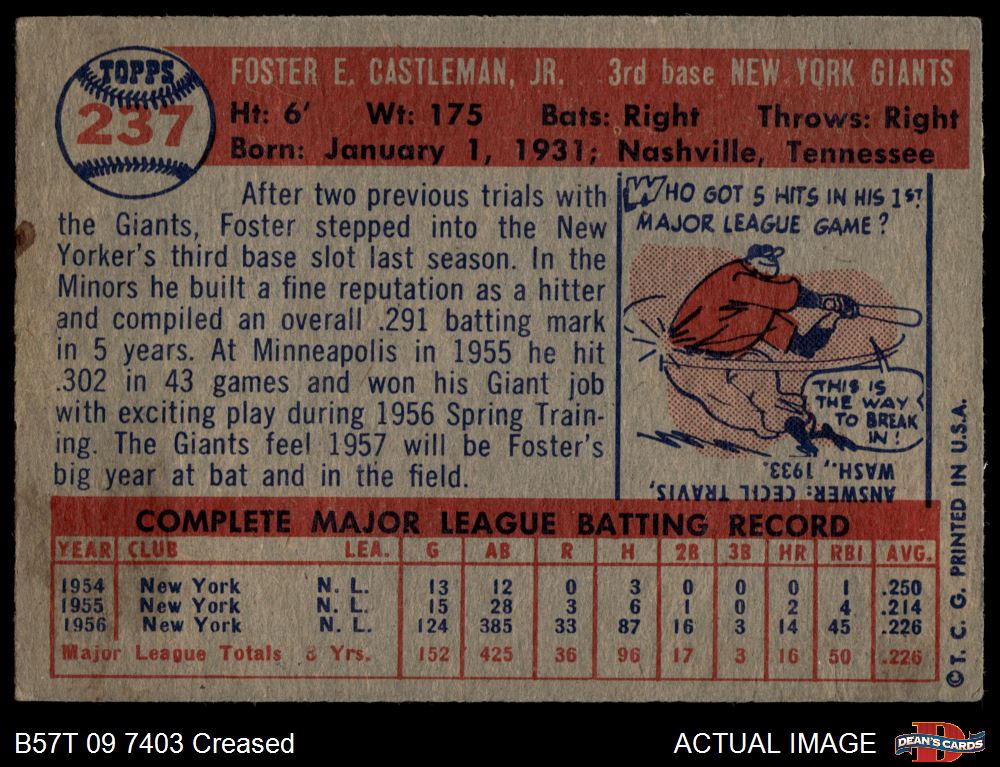 TOPPS
237
FOSTER E. CASTLEMAN, JR. 3rd base NEW YORK GIANTS
Ht: 6' Wt: 175 Bats: Right Throws: Right
Born: January 1, 1931; Nashville, Tennessee
After two previous trials with
the Giants, Foster stepped into the New
Yorker's third base slot last season. In the
Minors he built a fine reputation as a hitter
and compiled an overall .291 batting mark
in 5 years. At Minneapolis in 1955 he hit
.302 in 43 games and won his Giant job
with exciting play during 1956 Spring Train-
ing. The Giants feel 1957 will be Foster's
big year at bat and in the field.
WHO GOT 5 HITS IN HIS 1ST
MAJOR LEAGUE GAME?
THIS IS
THE WAY
TO BREAK
IN!
ANSWER: CECIL TRAVIS,
WASH., 1933.
COMPLETE MAJOR LEAGUE BATTING RECORD
YEAR CLUB LEA. G AB R H 2B 3B HR RBI AVG.
1954 New York N. L. 13 12 0 3 0 0 0 1 .250
1955 New York N. L. 15 28 3 6 1 0 2 4 .214
1956 New York N. L. 124 385 33 87 16 3 14 45 .226
Major League Totals 3 Yrs. 152 425 36 96 17 3 16 50 .226
©T. C. G. PRINTED IN U.S.A.
B57T 09 7403 Creased
ACTUAL IMAGE
DEAN'S CARDS